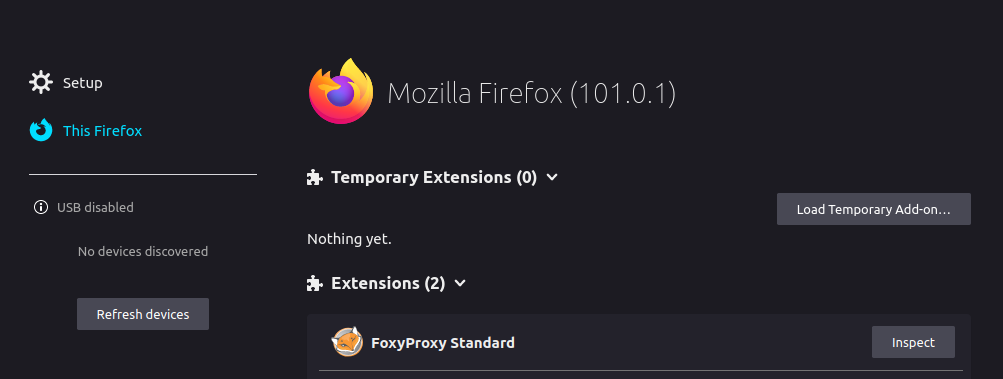 Setup
This Firefox
USB disabled
No devices discovered
Refresh devices
Mozilla Firefox (101.0.1)
Temporary Extensions (0)
Load Temporary Add-on...
Nothing yet.
Extensions (2)
FoxyProxy Standard
Inspect